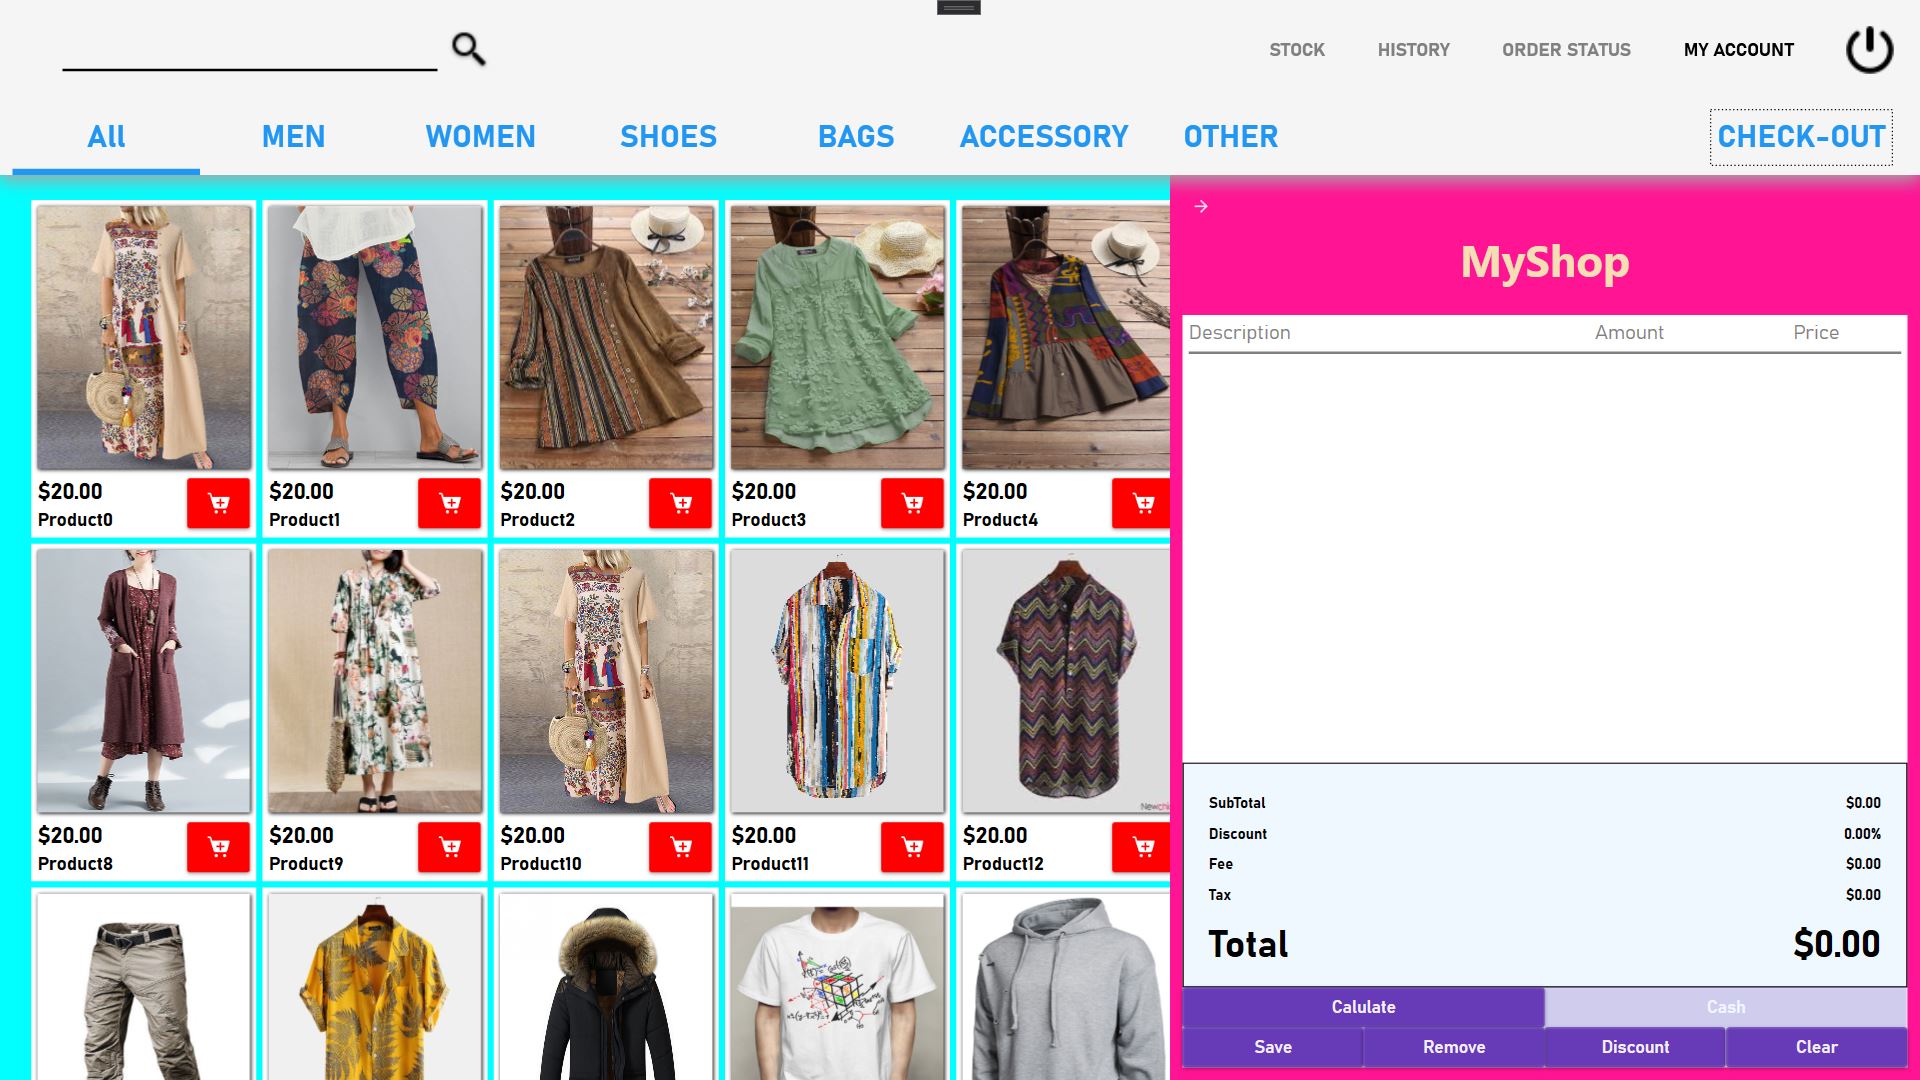 STOCK
HISTORY
ORDER STATUS
MY ACCOUNT
All
MEN
WOMEN
SHOES
BAGS
ACCESSORY
OTHER
CHECK-OUT
$20.00
Product0
$20.00
Product1
$20.00
Product2
$20.00
Product3
$20.00
Product4
$20.00
Product8
$20.00
Product9
$20.00
Product10
$20.00
Product11
$20.00
Product12
MyShop
Description Amount Price
SubTotal $0.00
Discount 0.00%
Fee $0.00
Tax $0.00
Total $0.00
Calulate
Cash
Save
Remove
Discount
Clear